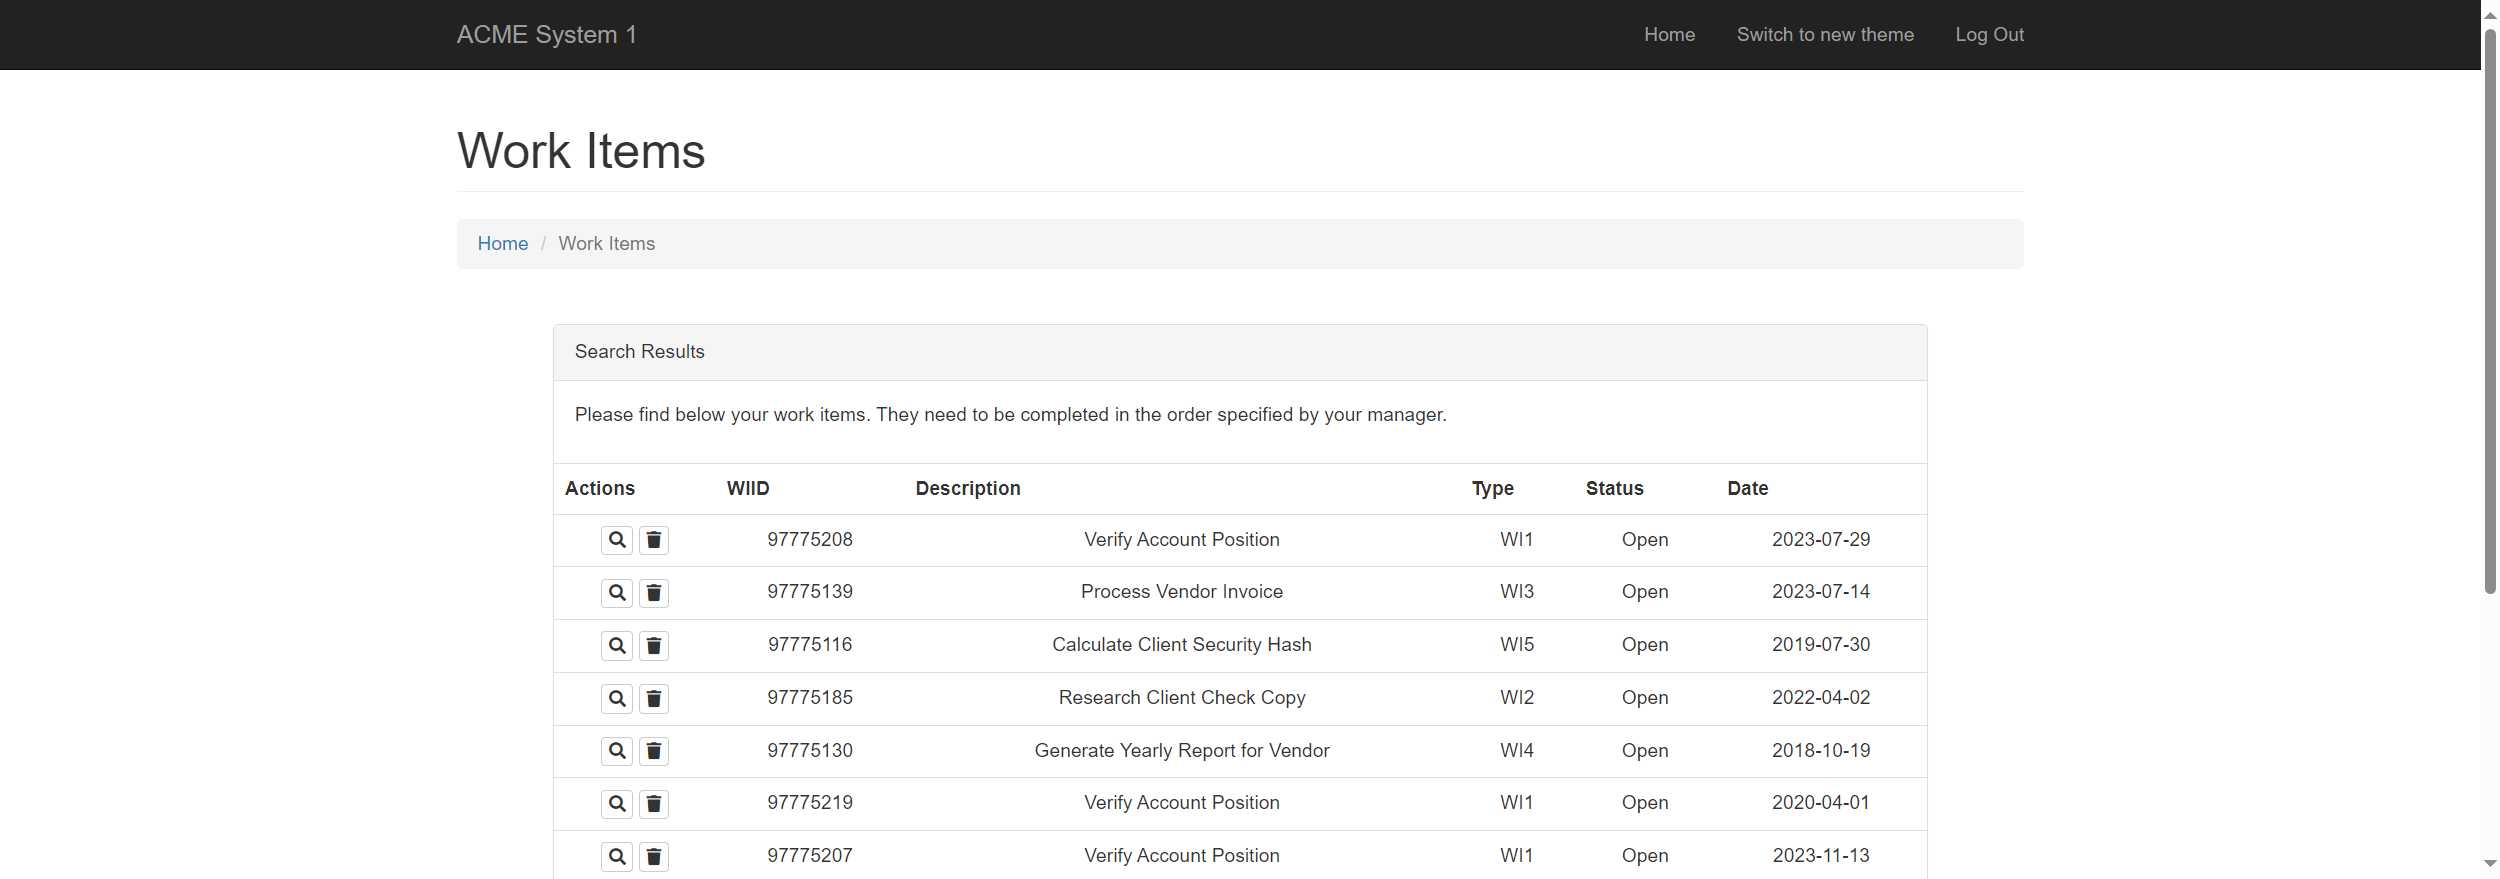 ACME System 1 Home Switch to new theme Log Out
Work Items
Home / Work Items
Search Results
Please find below your work items. They need to be completed in the order specified by your manager.
Actions WIID Description Type Status Date
97775208 Verify Account Position WI1 Open 2023-07-29
97775139 Process Vendor Invoice WI3 Open 2023-07-14
97775116 Calculate Client Security Hash WI5 Open 2019-07-30
97775185 Research Client Check Copy WI2 Open 2022-04-02
97775130 Generate Yearly Report for Vendor WI4 Open 2018-10-19
97775219 Verify Account Position WI1 Open 2020-04-01
97775207 Verify Account Position WI1 Open 2023-11-13